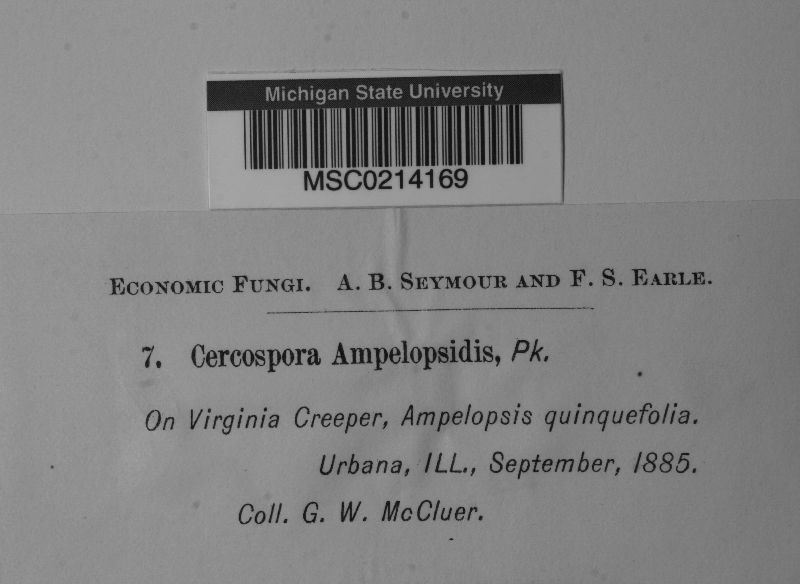 Michigan State University
MSC0214169
Economic Fungi. A. B. Seymour and F. S. Earle.
7. Cercospora Ampelopsidis, Pk.
On Virginia Creeper, Ampelopsis quinquefolia.
Urbana, ILL., September, 1885.
Coll. G. W. McCluer.